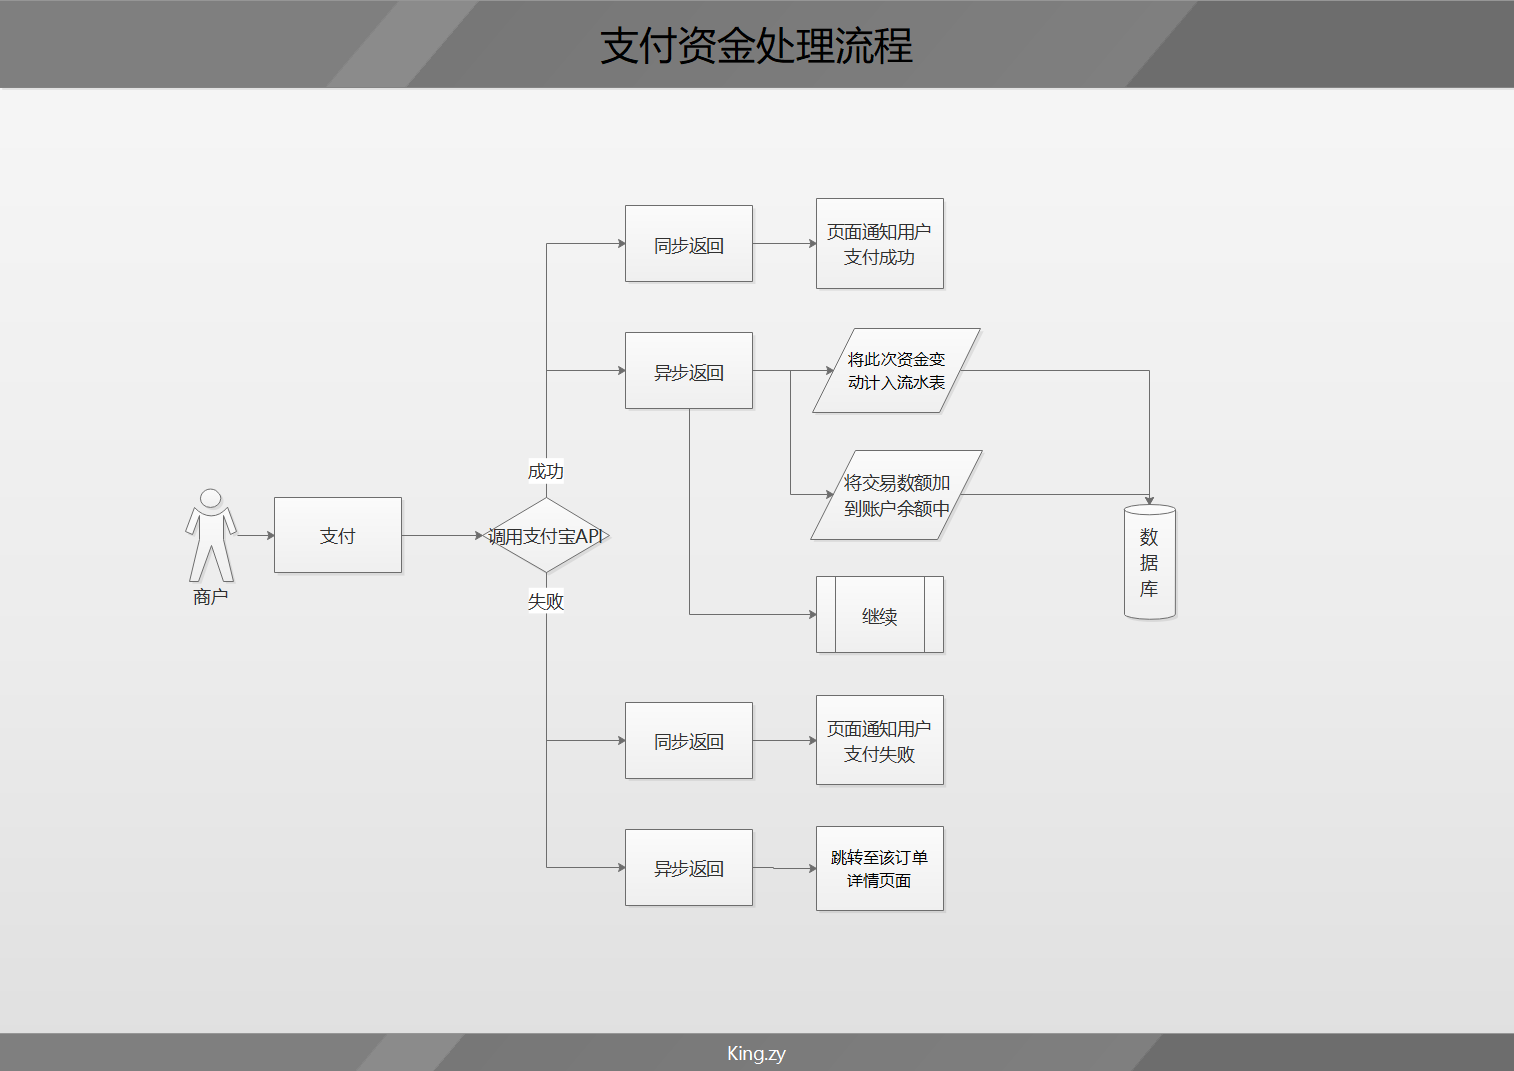 支付资金处理流程
同步返回
页面通知用户
支付成功
异步返回
将此次资金变
动计入流水表
成功
将交易数额加
到账户余额中
商户
支付
调用支付宝API
数
据
库
失败
继续
同步返回
页面通知用户
支付失败
异步返回
跳转至该订单
详情页面
King.zy